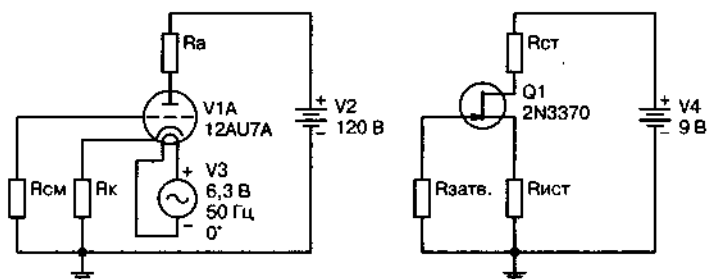 Rа
V1A
12AU7A
V2
120 В
Rсм
Rк
V3
6,3 В
50 Гц
0°
+
−
+
−
Rст
Q1
2N3370
V4
9 В
Rзатв.
Rист
+
−